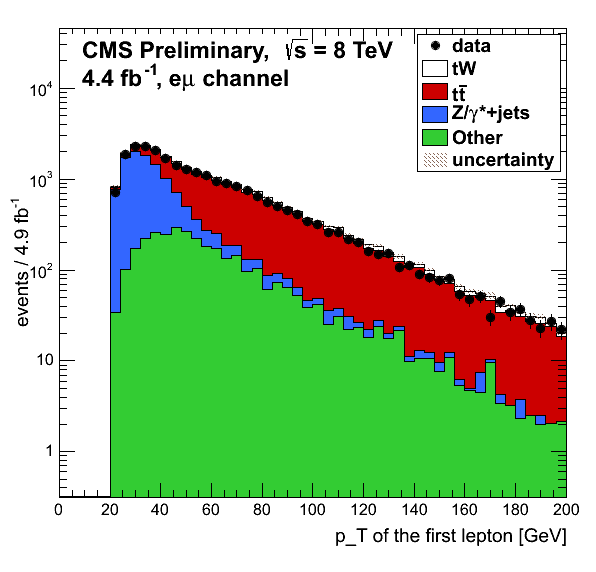 CMS Preliminary, √s = 8 TeV
4.4 fb⁻¹, eμ channel
data
tW
tt̄
Z/γ*+jets
Other
uncertainty
events / 4.9 fb⁻¹
10⁴
10³
10²
10
1
0 20 40 60 80 100 120 140 160 180 200
p_T of the first lepton [GeV]